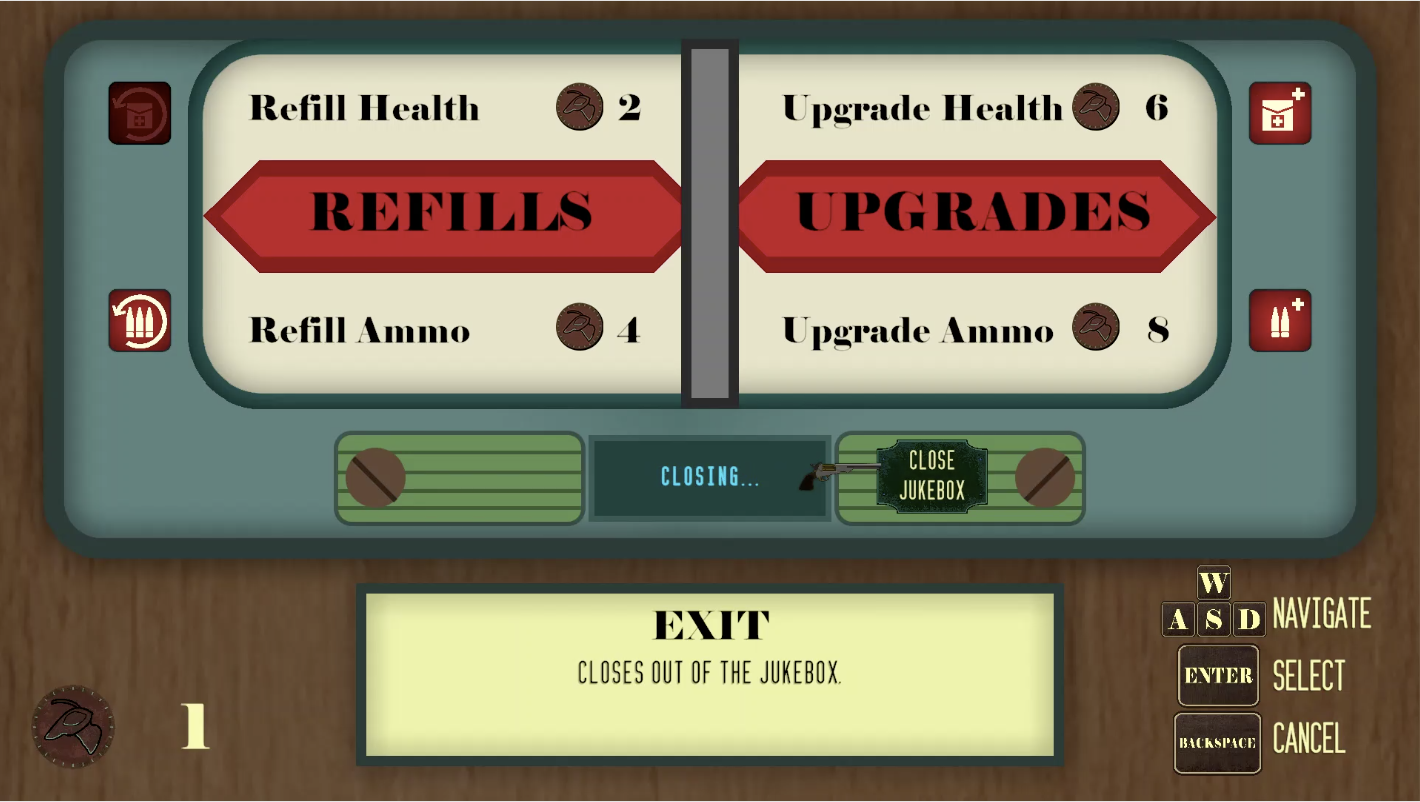 Refill Health 2
Upgrade Health 6
REFILLS
UPGRADES
Refill Ammo 4
Upgrade Ammo 8
CLOSING...
CLOSE
JUKEBOX
EXIT
CLOSES OUT OF THE JUKEBOX.
1
W
A S D NAVIGATE
ENTER SELECT
BACKSPACE CANCEL